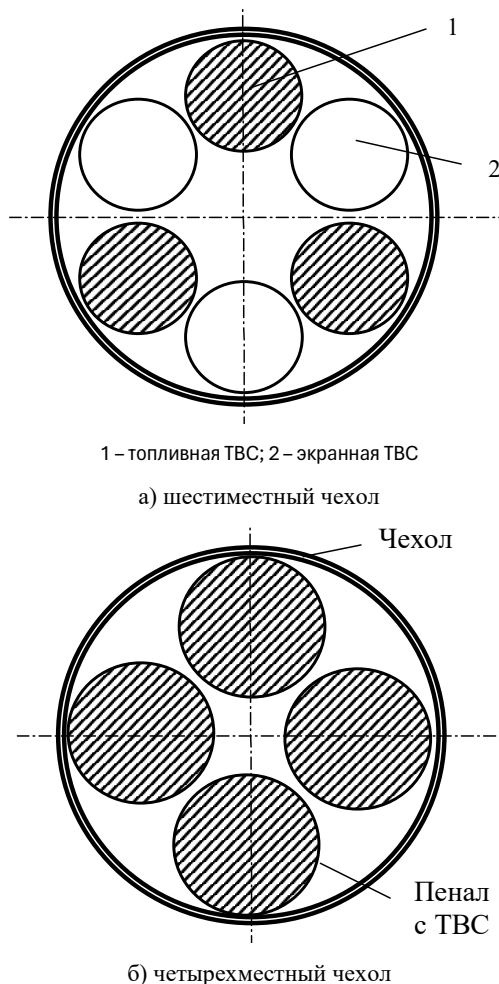 1
2
1 – топливная ТВС; 2 – экранная ТВС
а) шестиместный чехол
Чехол
Пенал
с ТВС
б) четырехместный чехол